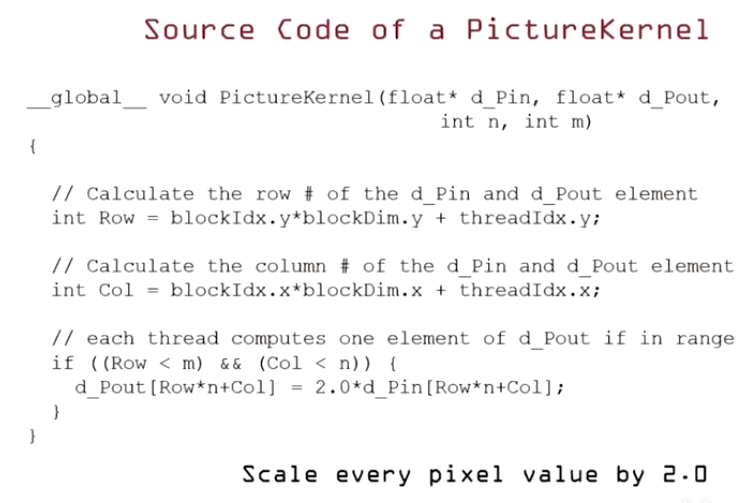 Source Code of a PictureKernel
__global__ void PictureKernel(float* d_Pin, float* d_Pout,
int n, int m)
{
// Calculate the row # of the d_Pin and d_Pout element
int Row = blockIdx.y*blockDim.y + threadIdx.y;
// Calculate the column # of the d_Pin and d_Pout element
int Col = blockIdx.x*blockDim.x + threadIdx.x;
// each thread computes one element of d_Pout if in range
if ((Row < m) && (Col < n)) {
d_Pout[Row*n+Col] = 2.0*d_Pin[Row*n+Col];
}
}
Scale every pixel value by 2.0